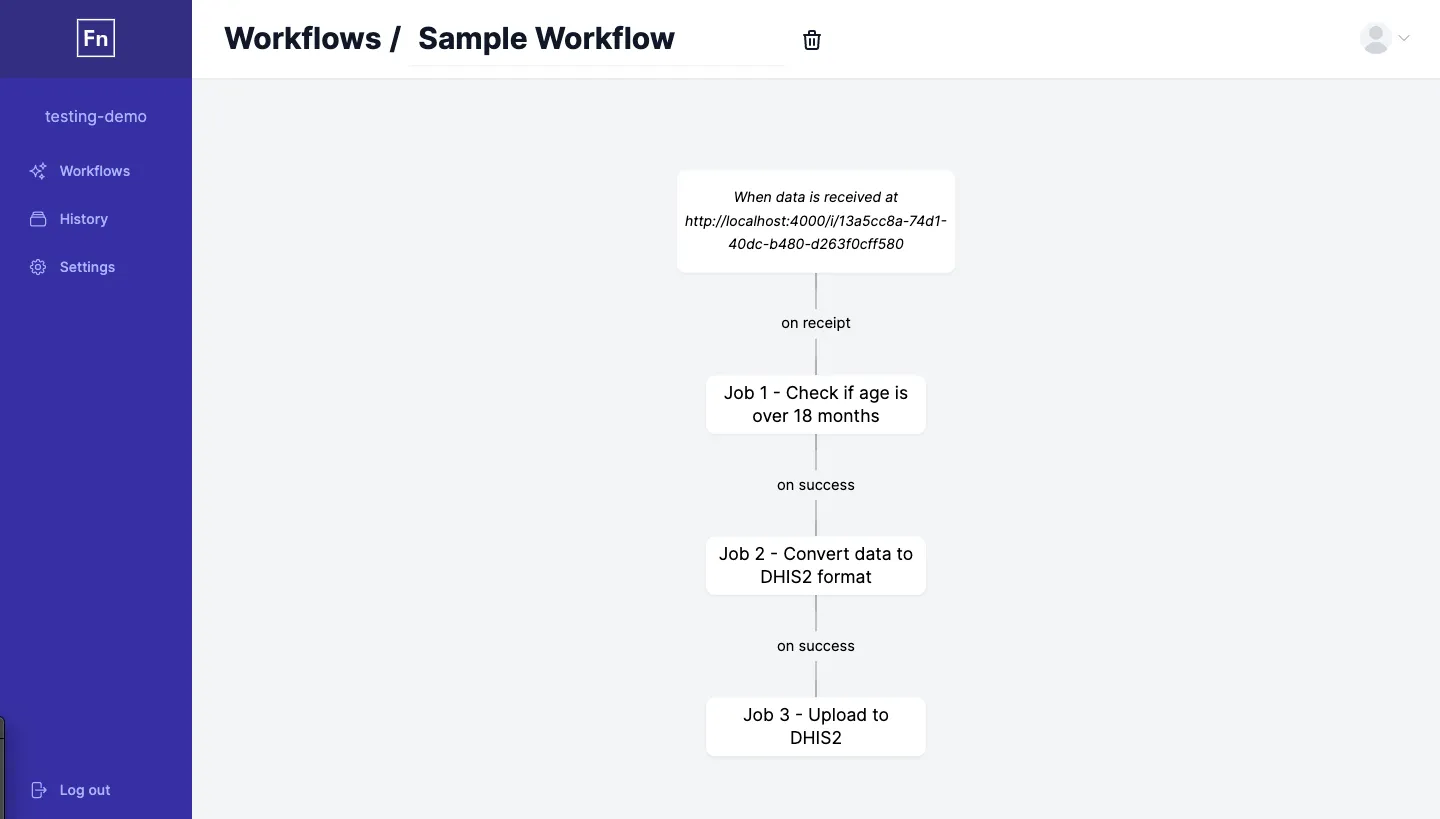 Fn
Workflows / Sample Workflow
testing-demo
Workflows
History
Settings
Log out
When data is received at
http://localhost:4000/i/13a5cc8a-74d1-
40dc-b480-d263f0cff580
on receipt
Job 1 - Check if age is
over 18 months
on success
Job 2 - Convert data to
DHIS2 format
on success
Job 3 - Upload to
DHIS2